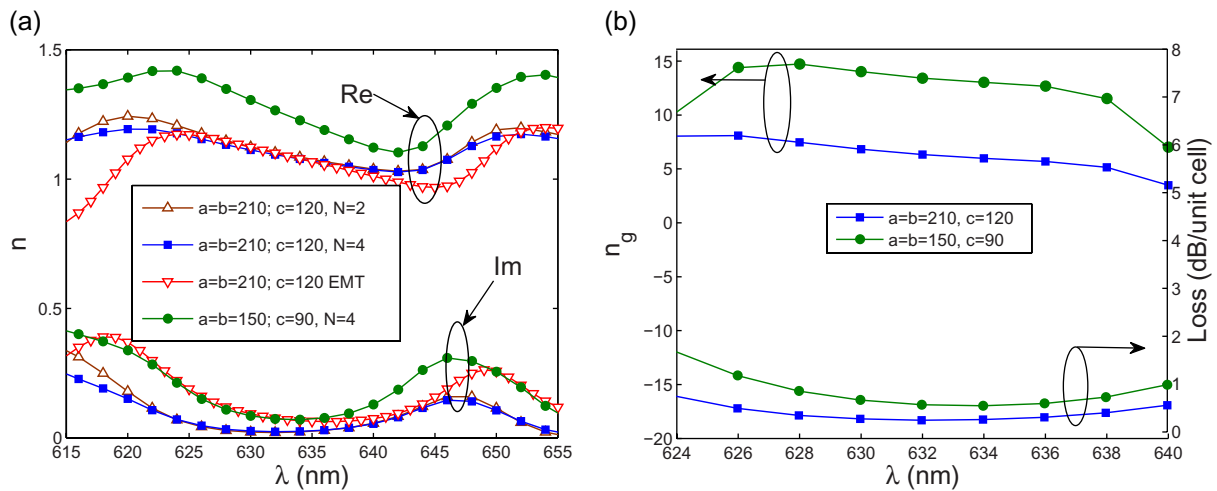 (a)
1.5
1
0.5
0
n
615
620
625
630
635
640
645
650
655
λ (nm)
Re
Im
a=b=210; c=120, N=2
a=b=210; c=120, N=4
a=b=210; c=120 EMT
a=b=150; c=90, N=4
(b)
15
10
5
0
−5
−10
−15
−20
n_g
624
626
628
630
632
634
636
638
640
λ (nm)
8
7
6
5
4
3
2
1
0
Loss (dB/unit cell)
a=b=210, c=120
a=b=150, c=90